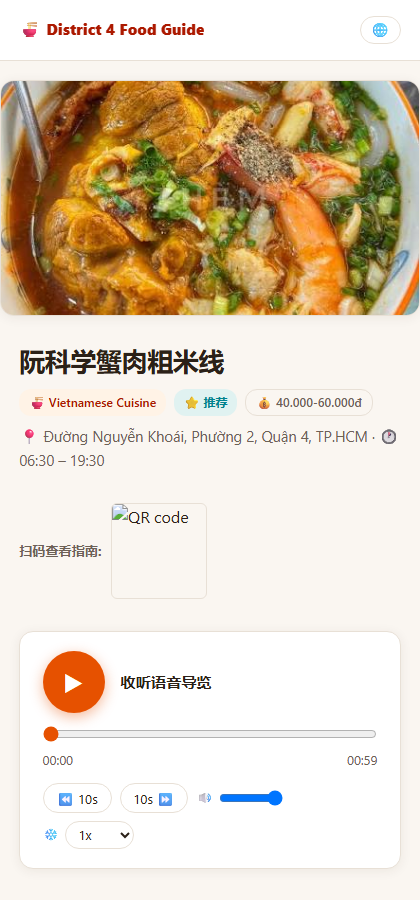 District 4 Food Guide
阮科学蟹肉粗米线
Vietnamese Cuisine
推荐
40.000-60.000đ
Đường Nguyễn Khoái, Phường 2, Quận 4, TP.HCM ·
06:30 – 19:30
QR code
扫码查看指南:
收听语音导览
00:00
00:59
10s
10s
1x